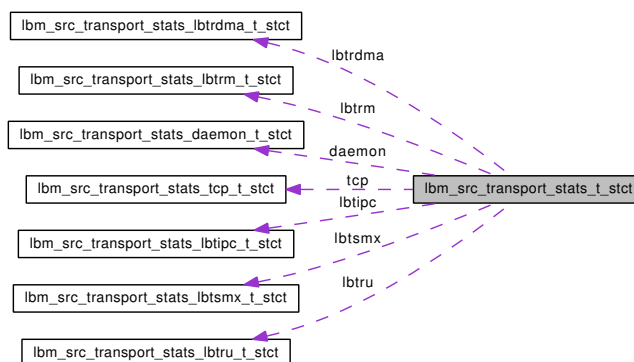 lbm_src_transport_stats_lbtrdma_t_stct
lbtrdma
lbm_src_transport_stats_lbtrm_t_stct
lbtrm
lbm_src_transport_stats_daemon_t_stct
daemon
lbm_src_transport_stats_tcp_t_stct
tcp
lbm_src_transport_stats_t_stct
lbtipc
lbm_src_transport_stats_lbtipc_t_stct
lbtsmx
lbm_src_transport_stats_lbtsmx_t_stct
lbtru
lbm_src_transport_stats_lbtru_t_stct